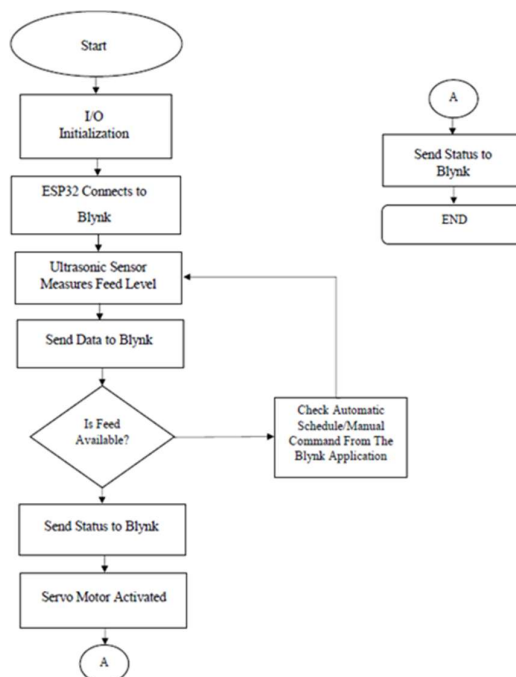 Start
I/O
Initialization
ESP32 Connects to
Blynk
Ultrasonic Sensor
Measures Feed Level
Send Data to Blynk
Is Feed
Available?
Check Automatic
Schedule/Manual
Command From The
Blynk Application
Send Status to Blynk
Servo Motor Activated
A
A
Send Status to
Blynk
END